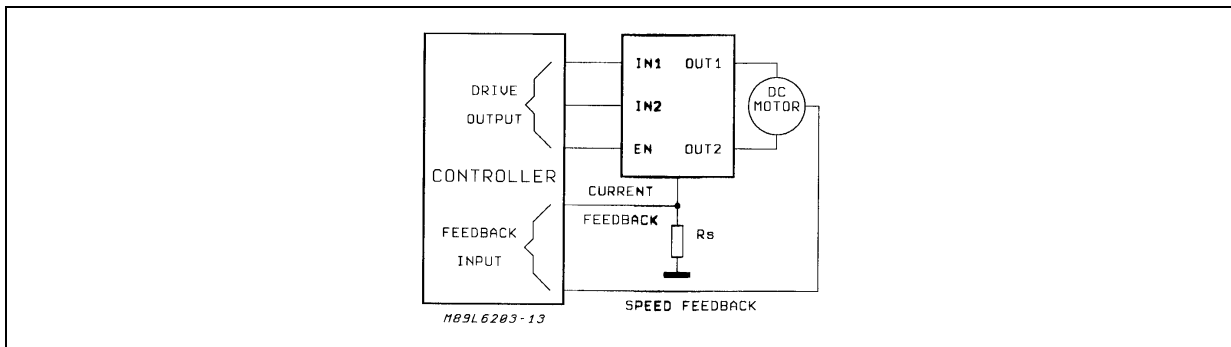 DRIVE
OUTPUT
CONTROLLER
FEEDBACK
INPUT
IN1
IN2
EN
OUT1
OUT2
DC
MOTOR
CURRENT
FEEDBACK
Rs
SPEED FEEDBACK
M89L6203-13